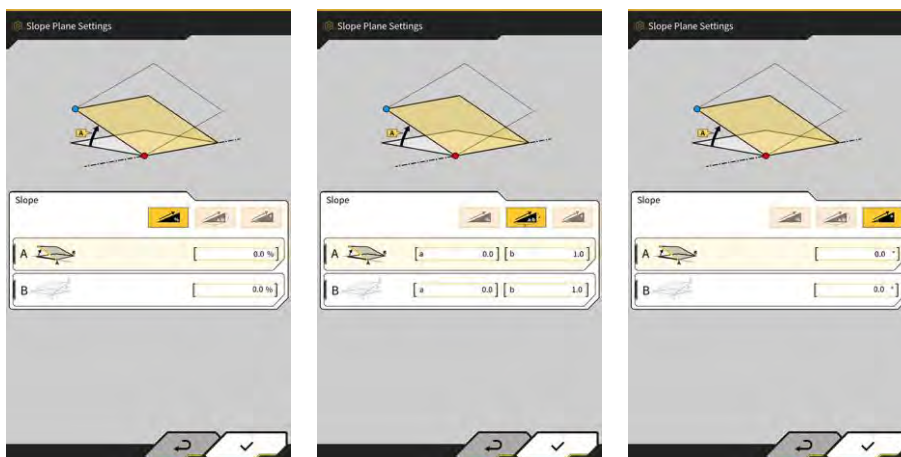 Slope Plane Settings
A
Slope
%
A [ 0.0 % ]
B [ 0.0 % ]
Slope Plane Settings
A
Slope
A [ a 0.0 ] [ b 1.0 ]
B [ a 0.0 ] [ b 1.0 ]
Slope Plane Settings
A
Slope
A [ 0.0 ° ]
B [ 0.0 ° ]